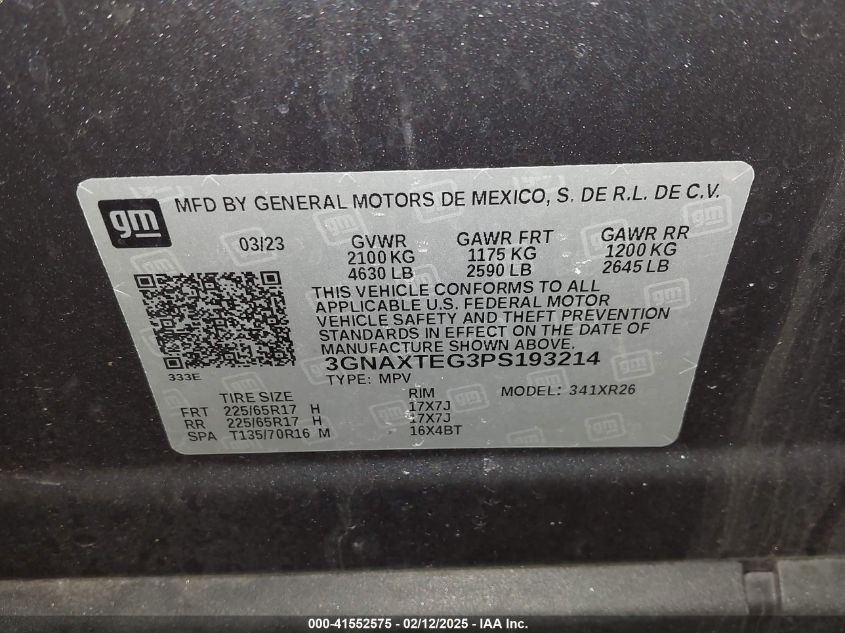 gm MFD BY GENERAL MOTORS DE MEXICO, S. DE R.L. DE C.V.
03/23 GVWR GAWR FRT GAWR RR
2100 KG 1175 KG 1200 KG
4630 LB 2590 LB 2645 LB
THIS VEHICLE CONFORMS TO ALL
APPLICABLE U.S. FEDERAL MOTOR
VEHICLE SAFETY AND THEFT PREVENTION
STANDARDS IN EFFECT ON THE DATE OF
MANUFACTURE SHOWN ABOVE.
3GNAXTEG3PS193214
333E TYPE: MPV MODEL: 341XR26
TIRE SIZE RIM
FRT 225/65R17 H 17X7J
RR 225/65R17 H 17X7J
SPA T135/70R16 M 16X4BT
000-41552575 - 02/12/2025 - IAA Inc.